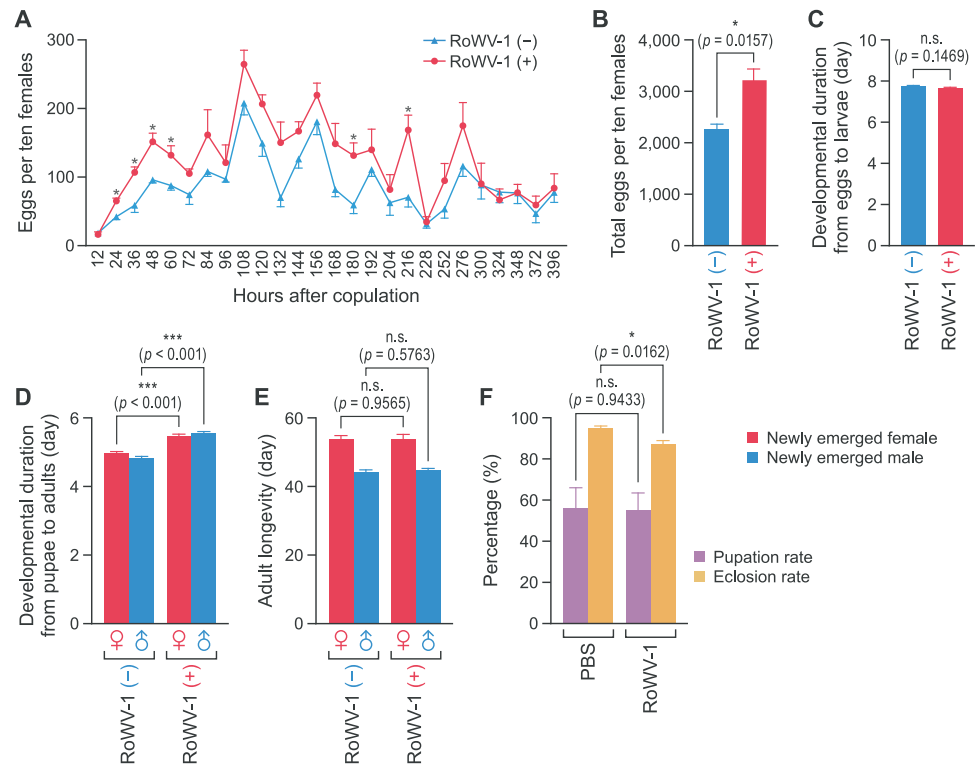 A
RoWV-1 (−)
RoWV-1 (+)
Eggs per ten females
300
200
100
0
* * * * * *
12 24 36 48 60 72 84 96 108 120 132 144 156 168 180 192 204 216 228 252 276 300 324 348 372 396
Hours after copulation
B
*
(p = 0.0157)
Total eggs per ten females
4,000
3,000
2,000
1,000
0
RoWV-1 (−)
RoWV-1 (+)
C
n.s.
(p = 0.1469)
Developmental duration
from eggs to larvae (day)
10
8
6
4
2
0
RoWV-1 (−)
RoWV-1 (+)
D
***
(p < 0.001)
***
(p < 0.001)
Developmental duration
from pupae to adults (day)
6
4
2
0
♀ ♂ ♀ ♂
RoWV-1 (−)
RoWV-1 (+)
E
n.s.
(p = 0.5763)
n.s.
(p = 0.9565)
Adult longevity (day)
60
40
20
0
♀ ♂ ♀ ♂
RoWV-1 (−)
RoWV-1 (+)
F
*
(p = 0.0162)
n.s.
(p = 0.9433)
Percentage (%)
100
80
60
40
20
0
PBS
RoWV-1
Newly emerged female
Newly emerged male
Pupation rate
Eclosion rate